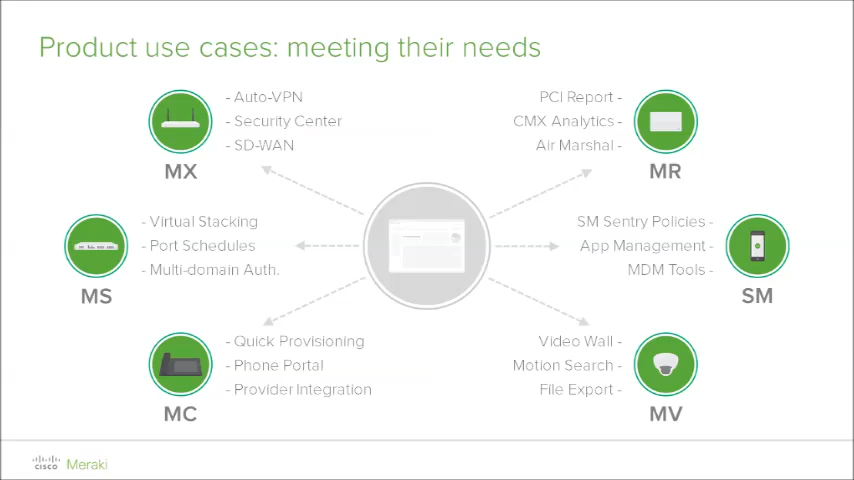 Product use cases: meeting their needs
- Auto-VPN
- Security Center
- SD-WAN
MX
PCI Report -
CMX Analytics -
Air Marshal -
MR
- Virtual Stacking
- Port Schedules
- Multi-domain Auth.
MS
SM Sentry Policies -
App Management -
MDM Tools -
SM
- Quick Provisioning
- Phone Portal
- Provider Integration
MC
Video Wall -
Motion Search -
File Export -
MV
CISCO Meraki